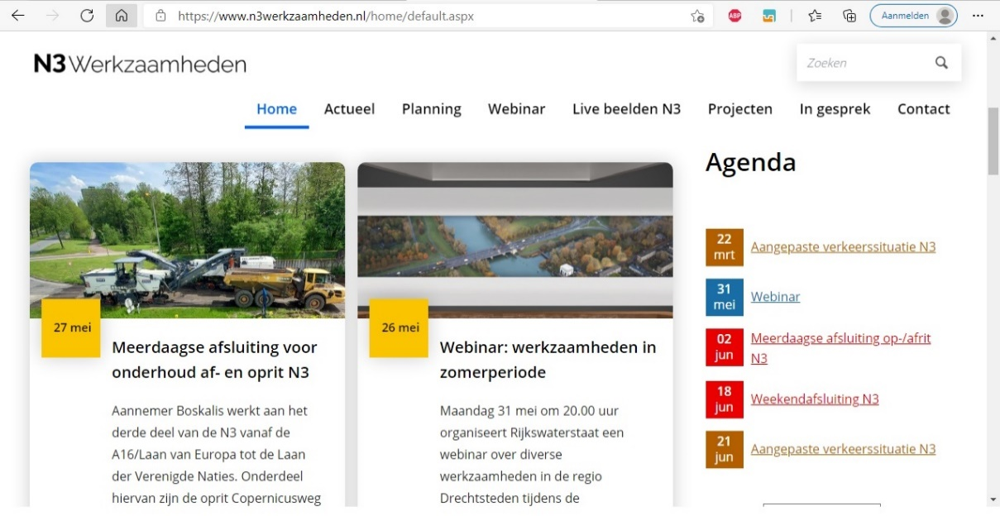 https://www.n3werkzaamheden.nl/home/default.aspx
ABP
Aanmelden
N3Werkzaamheden
Zoeken
Home Actueel Planning Webinar Live beelden N3 Projecten In gesprek Contact
27 mei
Meerdaagse afsluiting voor
onderhoud af- en oprit N3
Aannemer Boskalis werkt aan het
derde deel van de N3 vanaf de
A16/Laan van Europa tot de Laan
der Verenigde Naties. Onderdeel
hiervan zijn de oprit Copernicusweg
26 mei
Webinar: werkzaamheden in
zomerperiode
Maandag 31 mei om 20.00 uur
organiseert Rijkswaterstaat een
webinar over diverse
werkzaamheden in de regio
Drechtsteden tijdens de
Agenda
22
mrt
Aangepaste verkeerssituatie N3
31
mei
Webinar
02
jun
Meerdaagse afsluiting op-/afrit
N3
18
jun
Weekendafsluiting N3
21
jun
Aangepaste verkeerssituatie N3